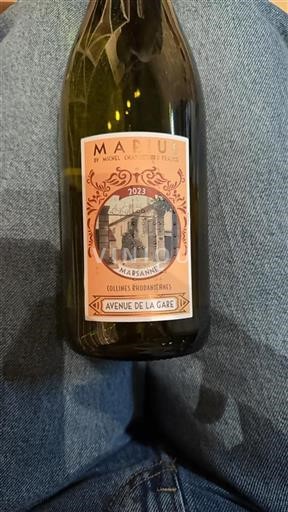 MARIUS
BY MICHEL CHAPOUTIER
2023
MARSANNE
COLLINES RHODANIENNES
AVENUE DE LA GARE